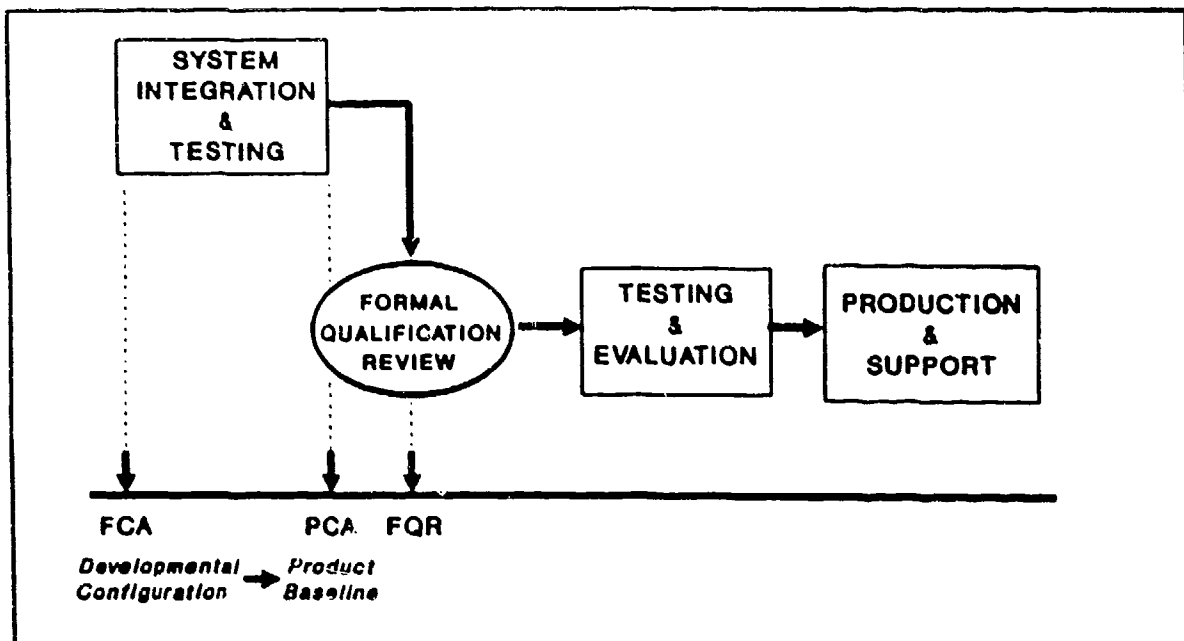 SYSTEM
INTEGRATION
&
TESTING
FORMAL
QUALIFICATION
REVIEW
TESTING
&
EVALUATION
PRODUCTION
&
SUPPORT
FCA
PCA
FQR
Developmental
Configuration
Product
Baseline